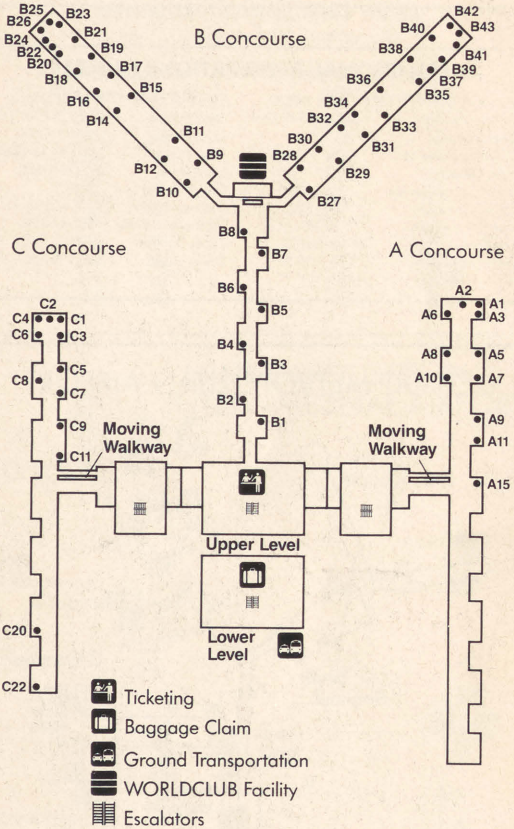 B Concourse
B25
B26
B24
B22
B20
B18
B16
B14
B12
B10
B23
B21
B19
B17
B15
B11
B9
B42
B43
B40
B41
B38
B39
B37
B36
B35
B34
B33
B32
B31
B30
B29
B28
B27
B8
B7
B6
B5
B4
B3
B2
B1
C Concourse
C2
C4
C1
C6
C3
C5
C8
C7
C9
C11
Moving
Walkway
C20
C22
A Concourse
A2
A1
A6
A3
A8
A5
A10
A7
A9
A11
Moving
Walkway
A15
Upper Level
Lower
Level
Ticketing
Baggage Claim
Ground Transportation
WORLDCLUB Facility
Escalators